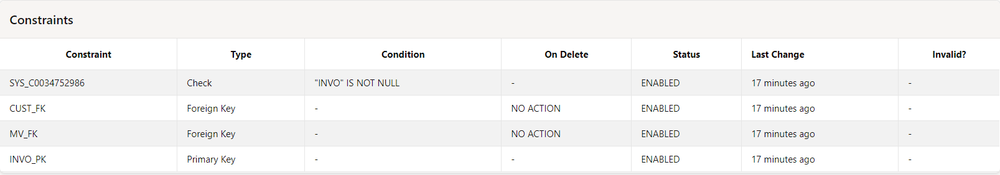 Constraints
Constraint Type Condition On Delete Status Last Change Invalid?
SYS_C0034752986 Check "INVO" IS NOT NULL - ENABLED 17 minutes ago -
CUST_FK Foreign Key - NO ACTION ENABLED 17 minutes ago -
MV_FK Foreign Key - NO ACTION ENABLED 17 minutes ago -
INVO_PK Primary Key - - ENABLED 17 minutes ago -